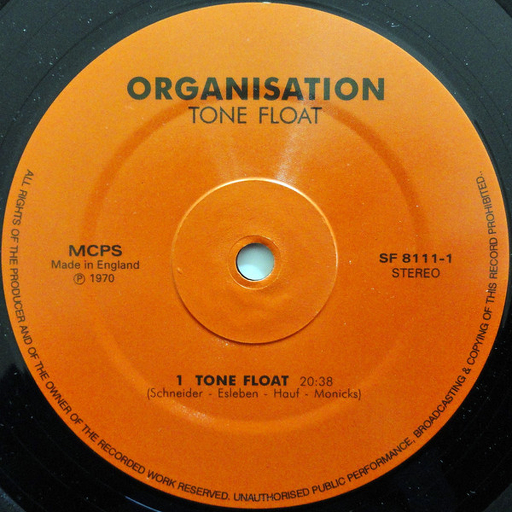 ORGANISATION
TONE FLOAT
MCPS
Made in England
℗ 1970
SF 8111-1
STEREO
1 TONE FLOAT 20:38
(Schneider - Esleben - Hauf - Monicks)
ALL RIGHTS OF THE PRODUCER AND OF THE OWNER OF THE RECORDED WORK RESERVED. UNAUTHORISED PUBLIC PERFORMANCE, BROADCASTING & COPYING OF THIS RECORD PROHIBITED..